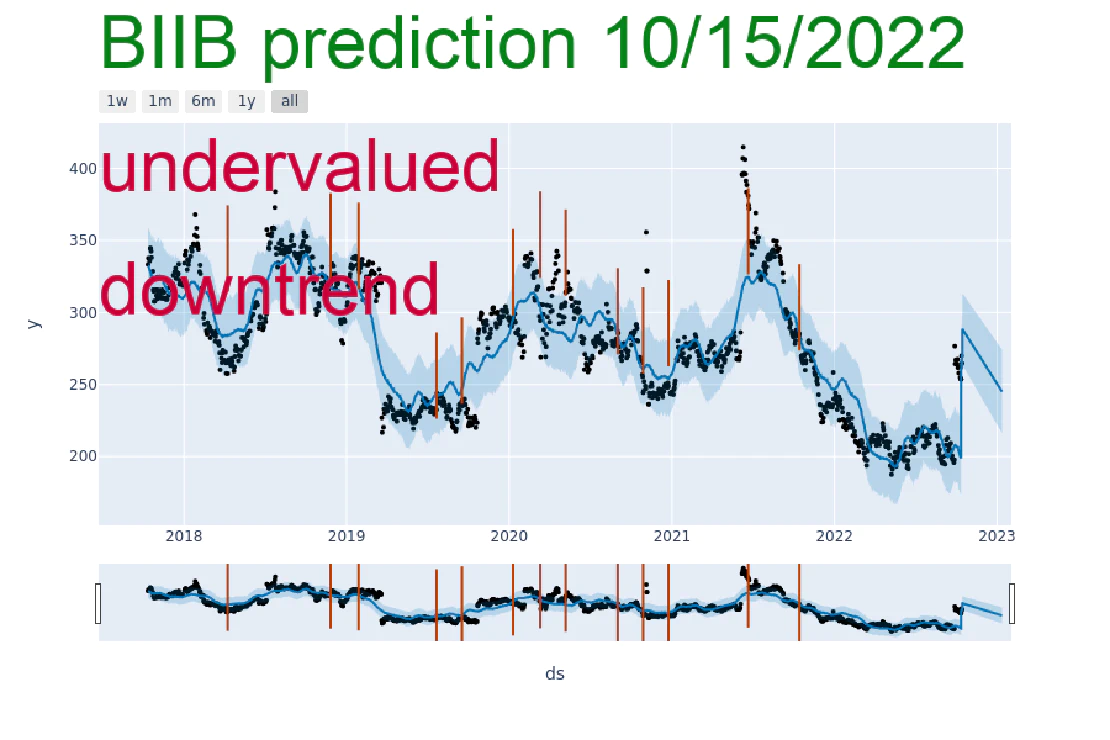 BIIB prediction 10/15/2022
1w 1m 6m 1y all
undervalued
downtrend
400
350
300
250
200
y
2018 2019 2020 2021 2022 2023
ds